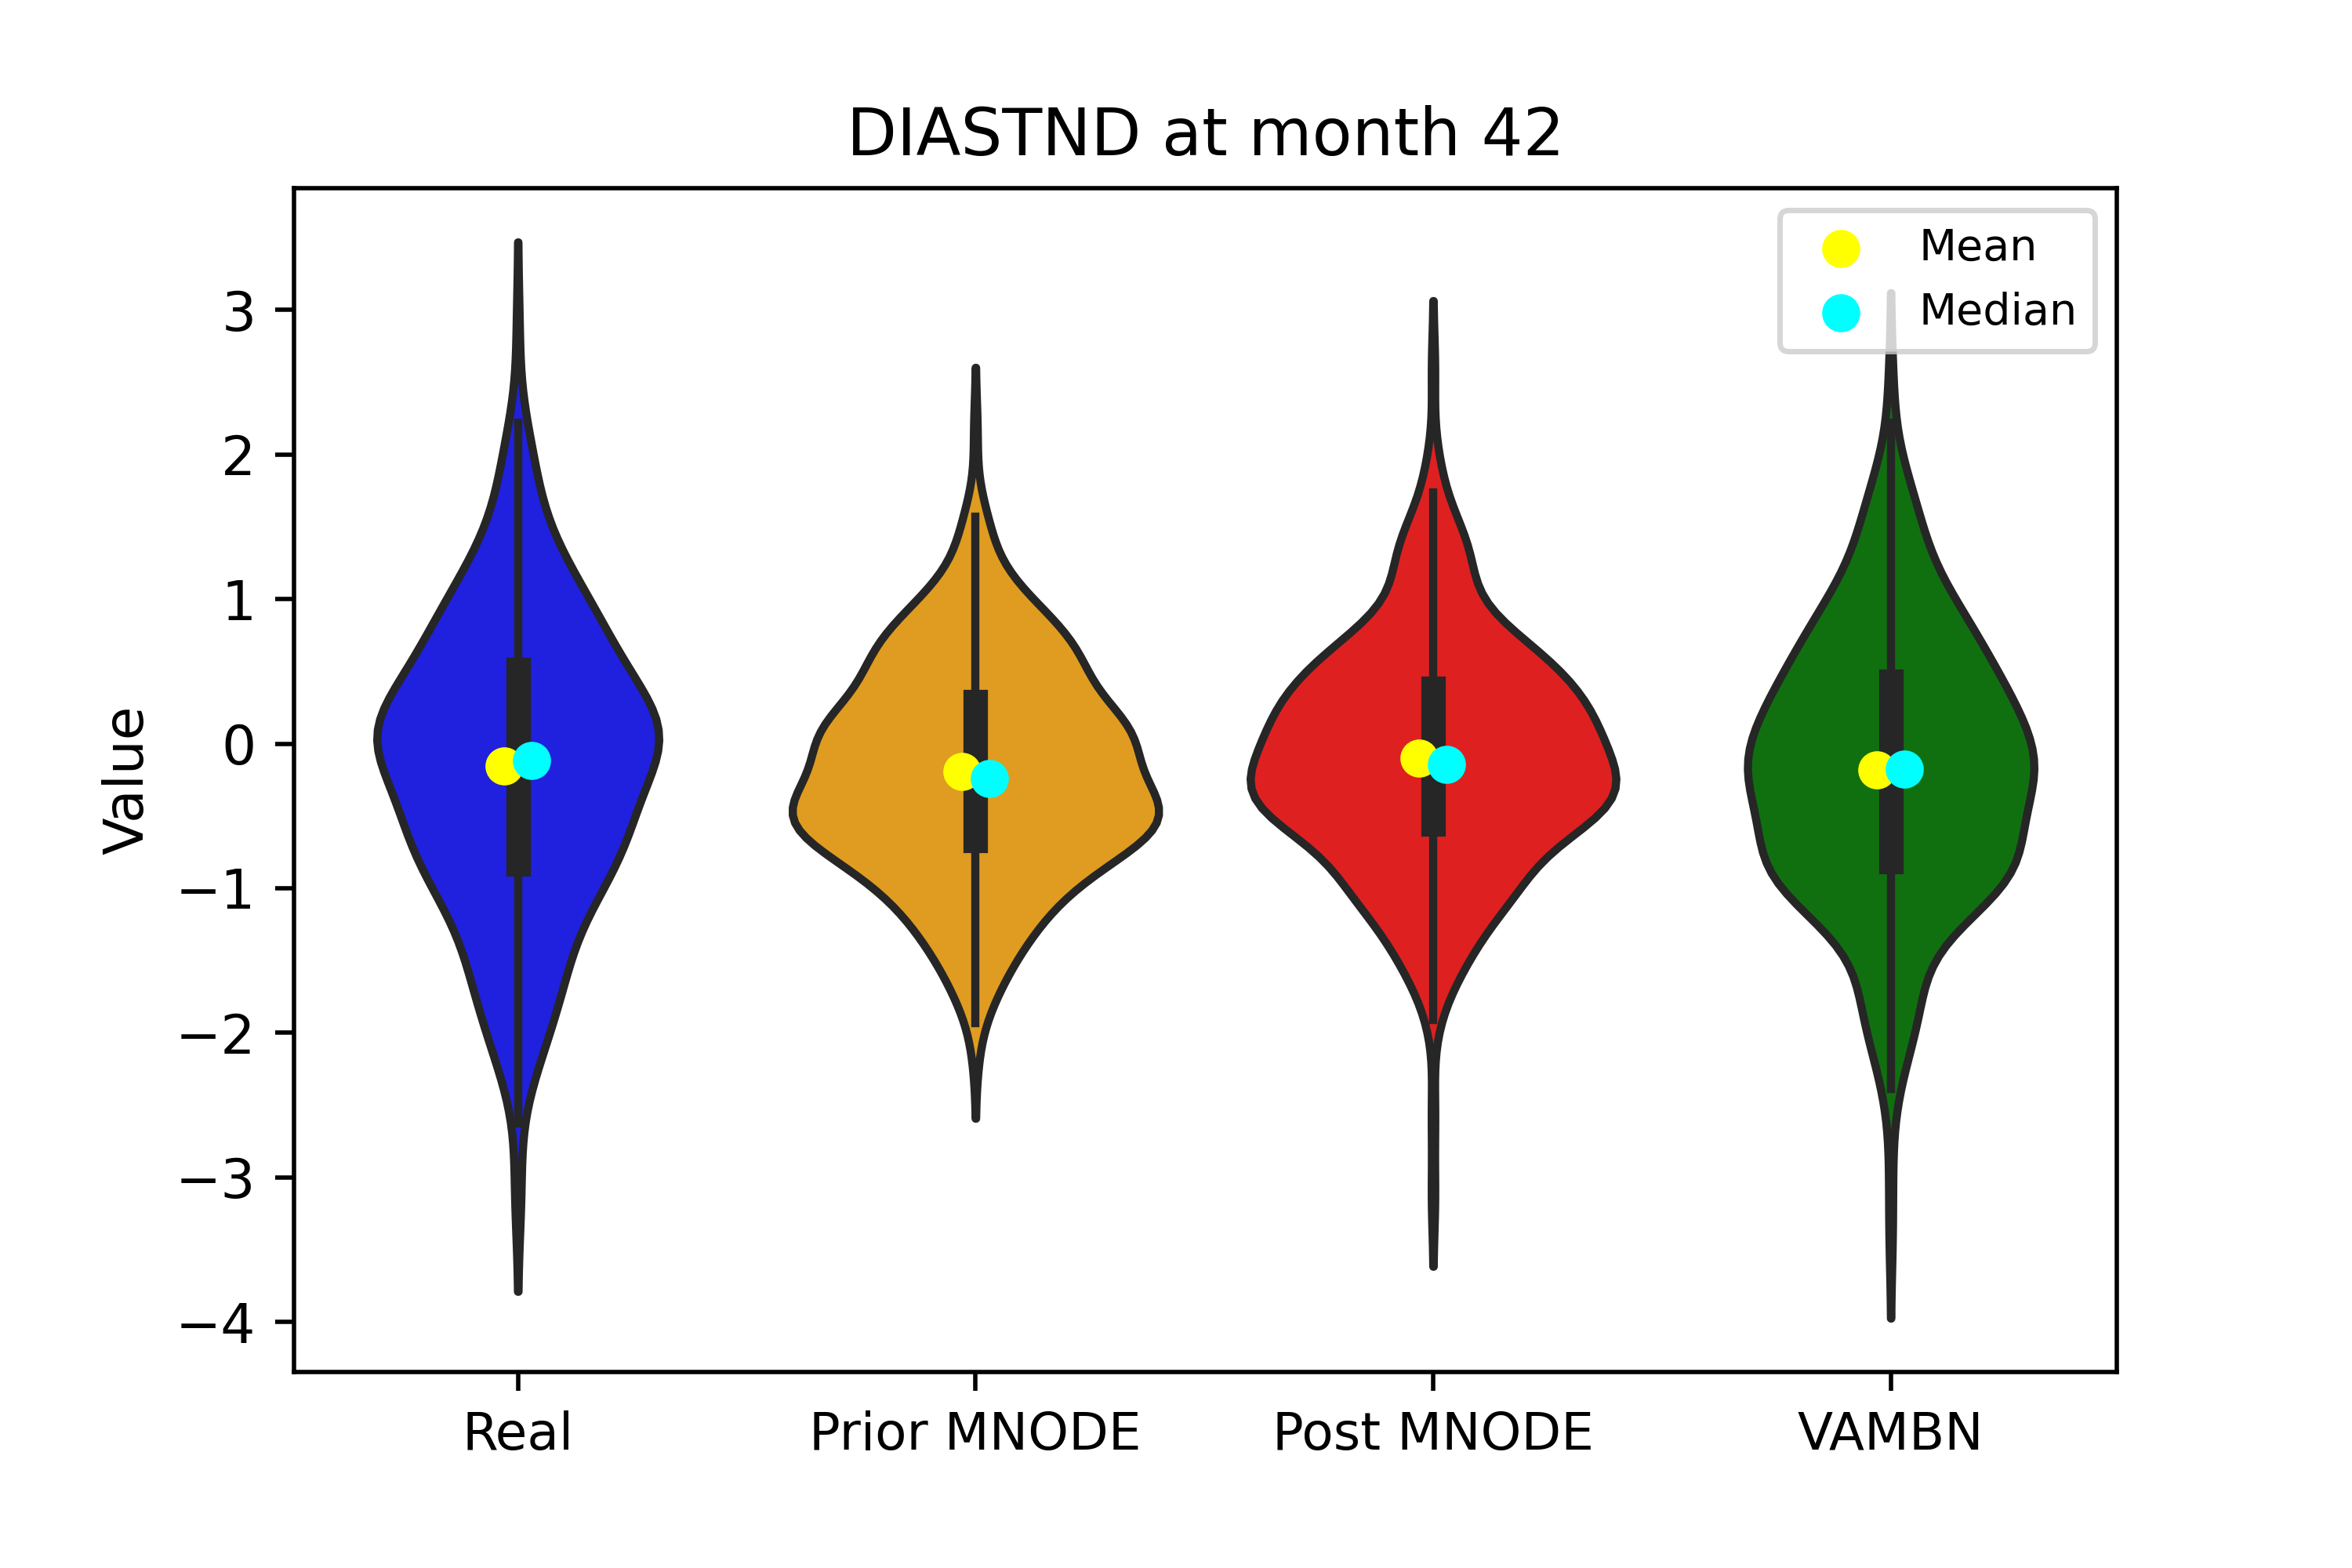 DIASTND at month 42
Mean
Median
Value
3
2
1
0
−1
−2
−3
−4
Real
Prior MNODE
Post MNODE
VAMBN